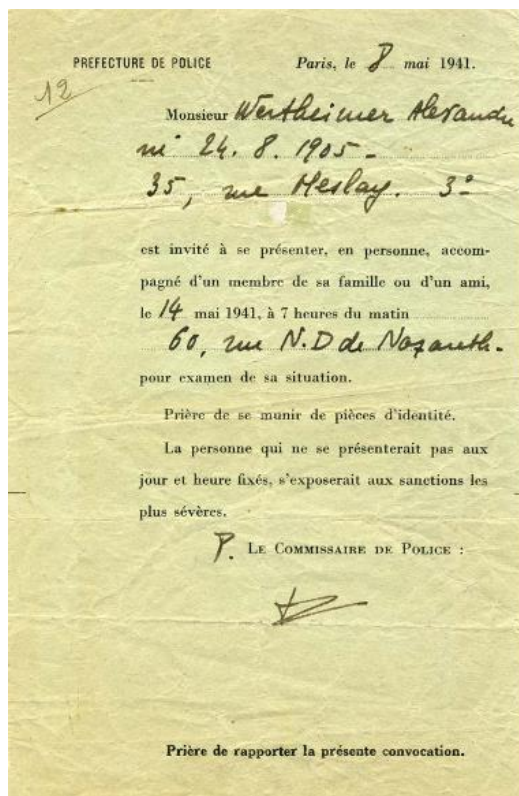 PREFECTURE DE POLICE
Paris, le 8 mai 1941.
12
Monsieur Wertheimer Alexandre
né 24. 8. 1905 -
35, rue Meslay. 3º
est invité à se présenter, en personne, accom-
pagné d'un membre de sa famille ou d'un ami,
le 14 mai 1941, à 7 heures du matin
60, rue N.D de Nazareth.
pour examen de sa situation.
Prière de se munir de pièces d'identité.
La personne qui ne se présenterait pas aux
jour et heure fixés, s'exposerait aux sanctions les
plus sévères.
P. LE COMMISSAIRE DE POLICE :
Prière de rapporter la présente convocation.